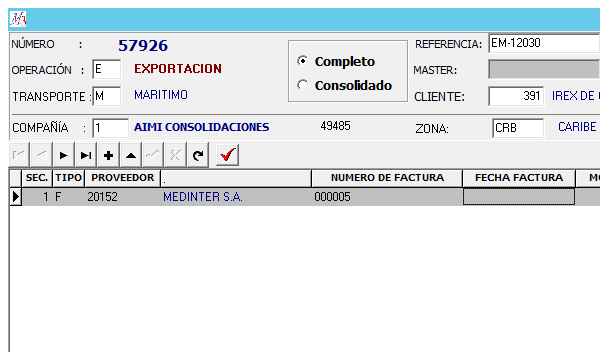 NÚMERO : 57926 REFERENCIA: EM-12030
OPERACIÓN : E EXPORTACION Completo MASTER:
TRANSPORTE: M MARITIMO Consolidado CLIENTE: 391 IREX DE
COMPAÑÍA : 1 AIMI CONSOLIDACIONES 49485 ZONA: CRB CARIBE
SEC. TIPO PROVEEDOR . NUMERO DE FACTURA FECHA FACTURA
1 F 20152 MEDINTER S.A. 000005